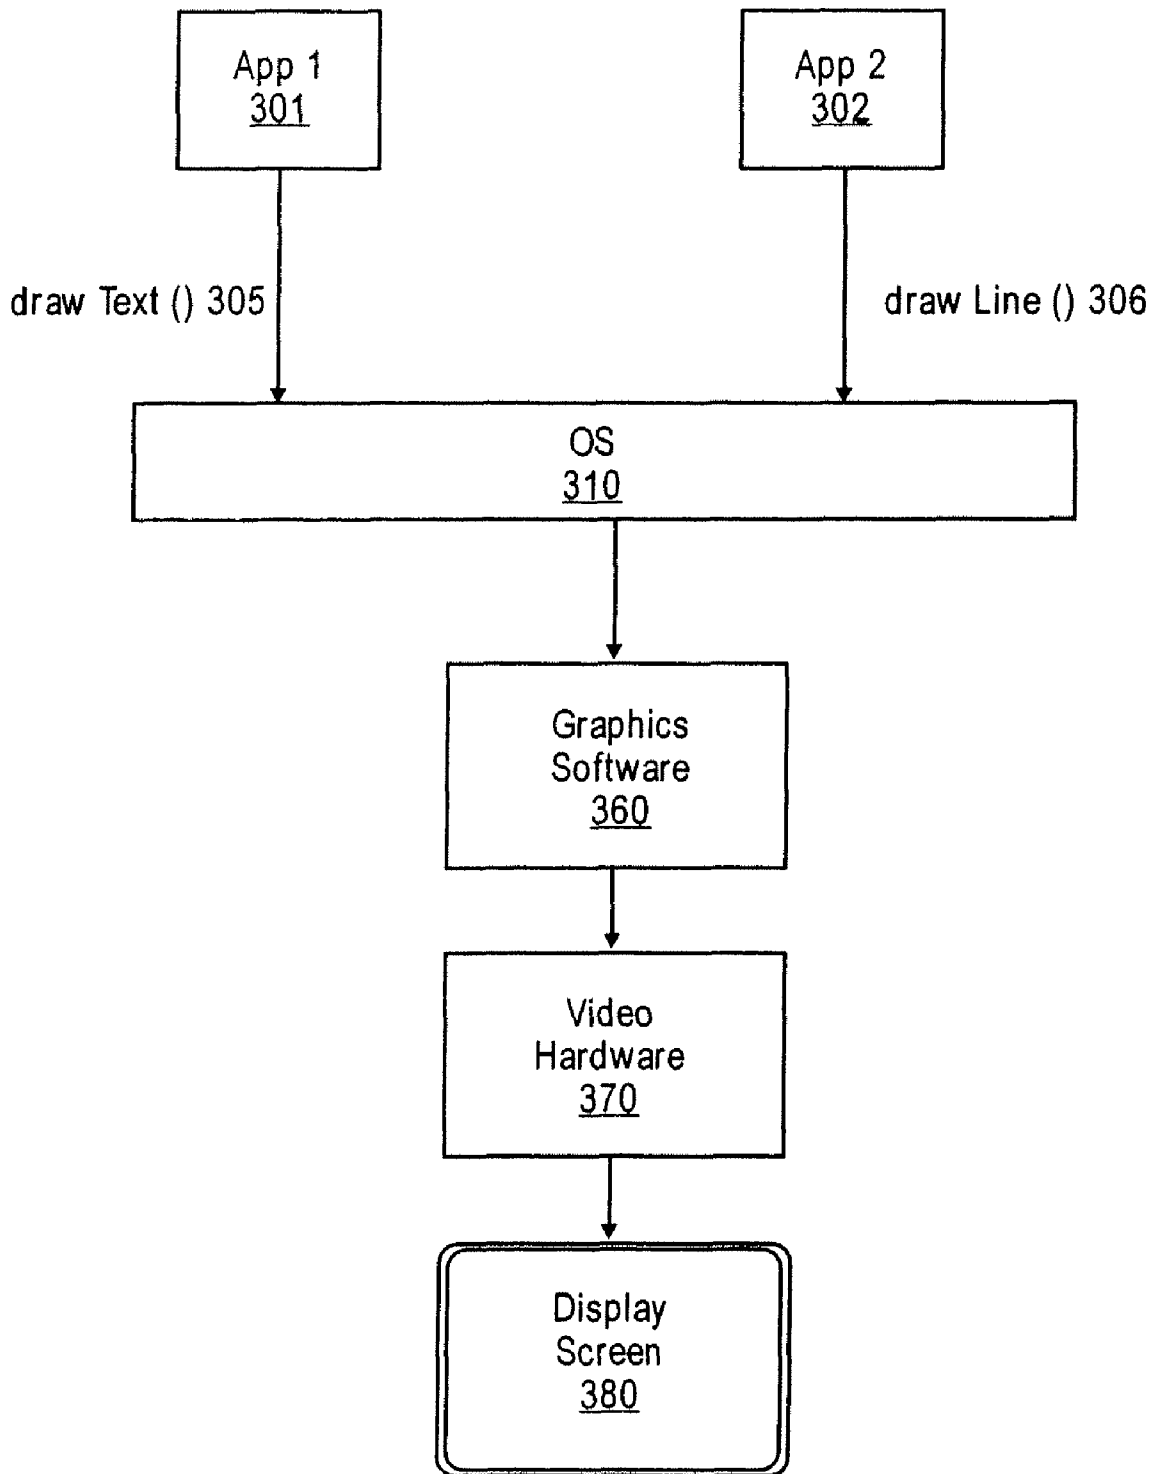 App 1
301
App 2
302
draw Text () 305
draw Line () 306
OS
310
Graphics
Software
360
Video
Hardware
370
Display
Screen
380